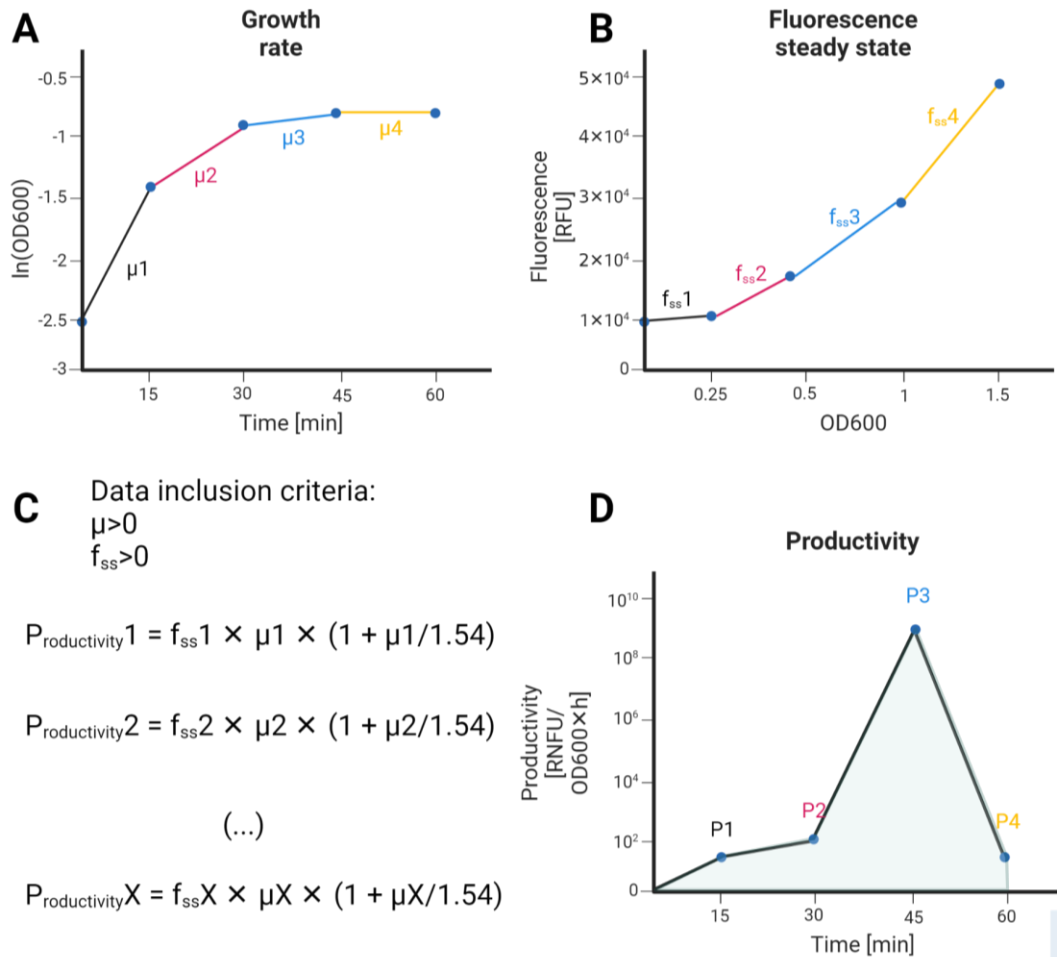 A
Growth
rate
ln(OD600)
-0.5
-1
-1.5
-2
-2.5
-3
μ1
μ2
μ3
μ4
15
30
45
60
Time [min]
B
Fluorescence
steady state
Fluorescence
[RFU]
5×10⁴
4×10⁴
3×10⁴
2×10⁴
1×10⁴
0
fss1
fss2
fss3
fss4
0.25
0.5
1
1.5
OD600
C
Data inclusion criteria:
μ>0
fss>0
Productivity1 = fss1 × μ1 × (1 + μ1/1.54)
Productivity2 = fss2 × μ2 × (1 + μ2/1.54)
(...)
ProductivityX = fssX × μX × (1 + μX/1.54)
D
Productivity
Productivity
[RNFU/
OD600×h]
10¹⁰
10⁸
10⁶
10⁴
10²
0
P1
P2
P3
P4
15
30
45
60
Time [min]